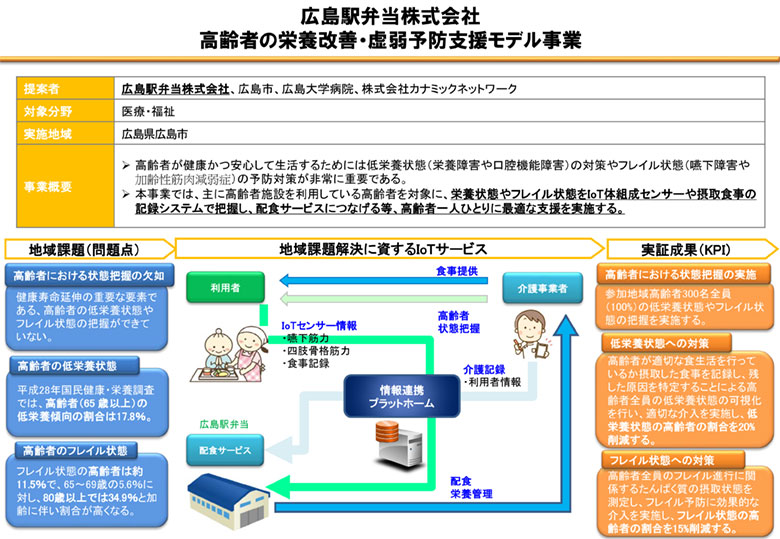 広島駅弁当株式会社
高齢者の栄養改善・虚弱予防支援モデル事業
提案者
広島駅弁当株式会社、広島市、広島大学病院、株式会社カナミックネットワーク
対象分野
医療・福祉
実施地域
広島県広島市
事業概要
➢ 高齢者が健康かつ安心して生活するためには低栄養状態(栄養障害や口腔機能障害)の対策やフレイル状態(嚥下障害や
加齢性筋肉減弱症)の予防対策が非常に重要である。
➢ 本事業では、主に高齢者施設を利用している高齢者を対象に、栄養状態やフレイル状態をIoT体組成センサーや摂取食事の
記録システムで把握し、配食サービスにつなげる等、高齢者一人ひとりに最適な支援を実施する。
地域課題(問題点)
高齢者における状態把握の欠如
健康寿命延伸の重要な要素で
ある、高齢者の低栄養状態や
フレイル状態の把握ができて
いない。
高齢者の低栄養状態
平成28年国民健康・栄養調査
では、高齢者(65 歳以上)の
低栄養傾向の割合は17.8%。
高齢者のフレイル状態
フレイル状態の高齢者は約
11.5%で、65~69歳の5.6%に
対し、80歳以上では34.9%と加
齢に伴い割合が高くなる。
地域課題解決に資するIoTサービス
利用者
食事提供
介護事業者
高齢者
状態把握
IoTセンサー情報
・嚥下筋力
・四肢骨格筋力
・食事記録
介護記録
・利用者情報
情報連携
プラットホーム
広島駅弁当
配食サービス
配食
栄養管理
実証成果(KPI)
高齢者における状態把握の実施
参加地域高齢者300名全員
(100%)の低栄養状態やフレイル状
態の把握を実施する。
低栄養状態への対策
高齢者が適切な食生活を行って
いるか摂取した食事を記録し、残
した原因を特定することによる高
齢者全員の低栄養状態の可視化
を行い、適切な介入を実施し、低
栄養状態の高齢者の割合を20%
削減する。
フレイル状態への対策
高齢者全員のフレイル進行に関
係するたんぱく質の摂取状態を
測定し、フレイル予防に効果的な
介入を実施し、フレイル状態の高
齢者の割合を15%削減する。